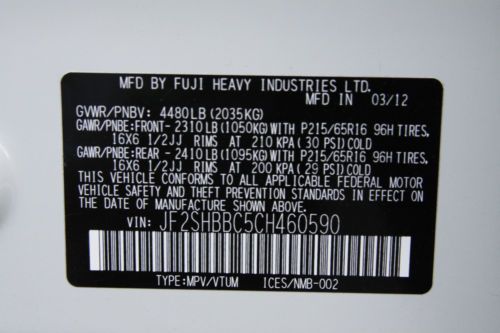 MFD BY FUJI HEAVY INDUSTRIES LTD.
MFD IN 03/12
GVWR/PNBV: 4480LB (2035KG)
GAWR/PNBE:FRONT- 2310LB (1050KG) WITH P215/65R16 96H TIRES,
16X6 1/2JJ RIMS AT 210 KPA (30 PSI) COLD
GAWR/PNBE:REAR - 2410LB (1095KG) WITH P215/65R16 96H TIRES,
16X6 1/2JJ RIMS AT 200 KPA (29 PSI) COLD
THIS VEHICLE CONFORMS TO ALL APPLICABLE FEDERAL MOTOR
VEHICLE SAFETY AND THEFT PREVENTION STANDARDS IN EFFECT
ON THE DATE OF MANUFACTURE SHOWN ABOVE.
VIN: JF2SHBBC5CH460590
TYPE:MPV/VTUM ICES/NMB-002